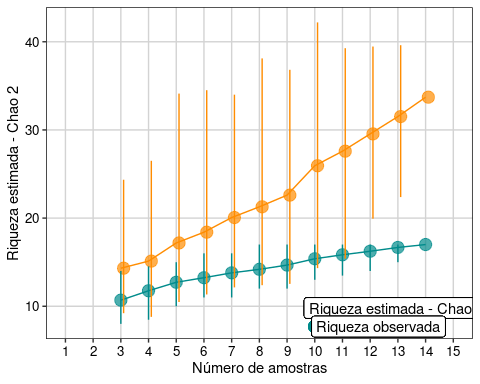 Riqueza estimada - Chao 2
40
30
20
10
Riqueza estimada - Chao
Riqueza observada
1 2 3 4 5 6 7 8 9 10 11 12 13 14 15
Número de amostras